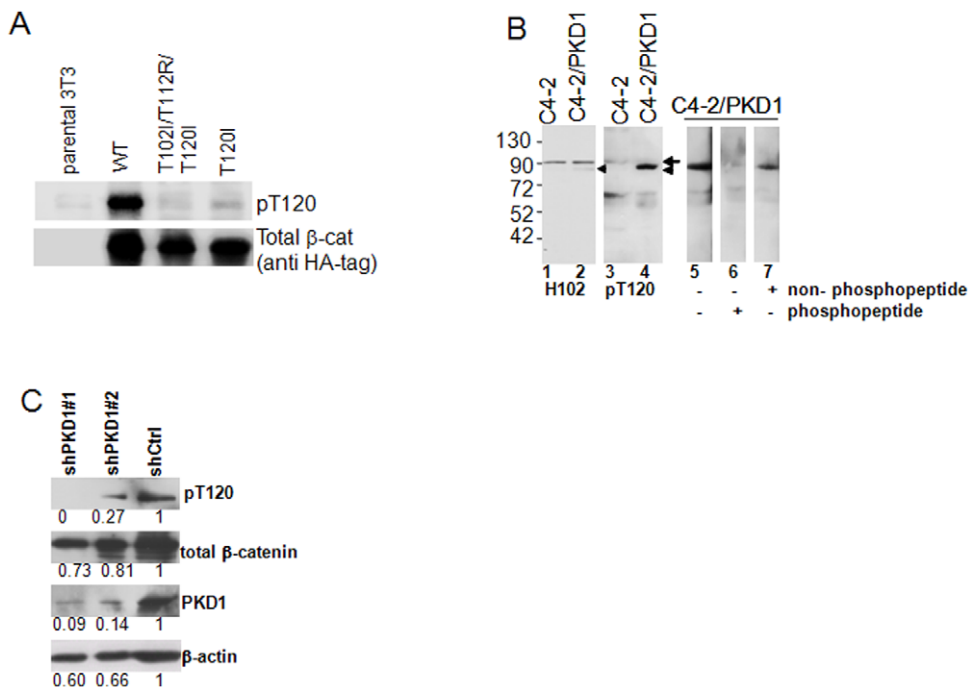 A
parental 3T3
WT
T102I/T112R/
T120I
T120I
pT120
Total β-cat
(anti HA-tag)
B
C4-2
C4-2/PKD1
C4-2
C4-2/PKD1
C4-2/PKD1
130
90
72
52
42
1 2 3 4 5 6 7
H102 pT120
- - + non- phosphopeptide
- + - phosphopeptide
C
shPKD1#1
shPKD1#2
shCtrl
pT120
0 0.27 1
total β-catenin
0.73 0.81 1
PKD1
0.09 0.14 1
β-actin
0.60 0.66 1